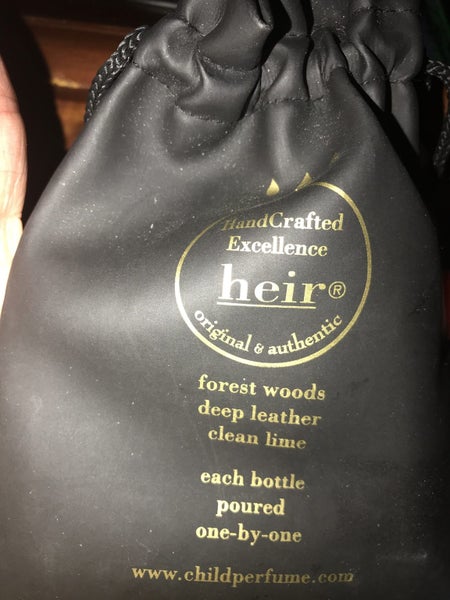 HandCrafted
Excellence
heir®
original & authentic
forest woods
deep leather
clean lime
each bottle
poured
one-by-one
www.childperfume.com